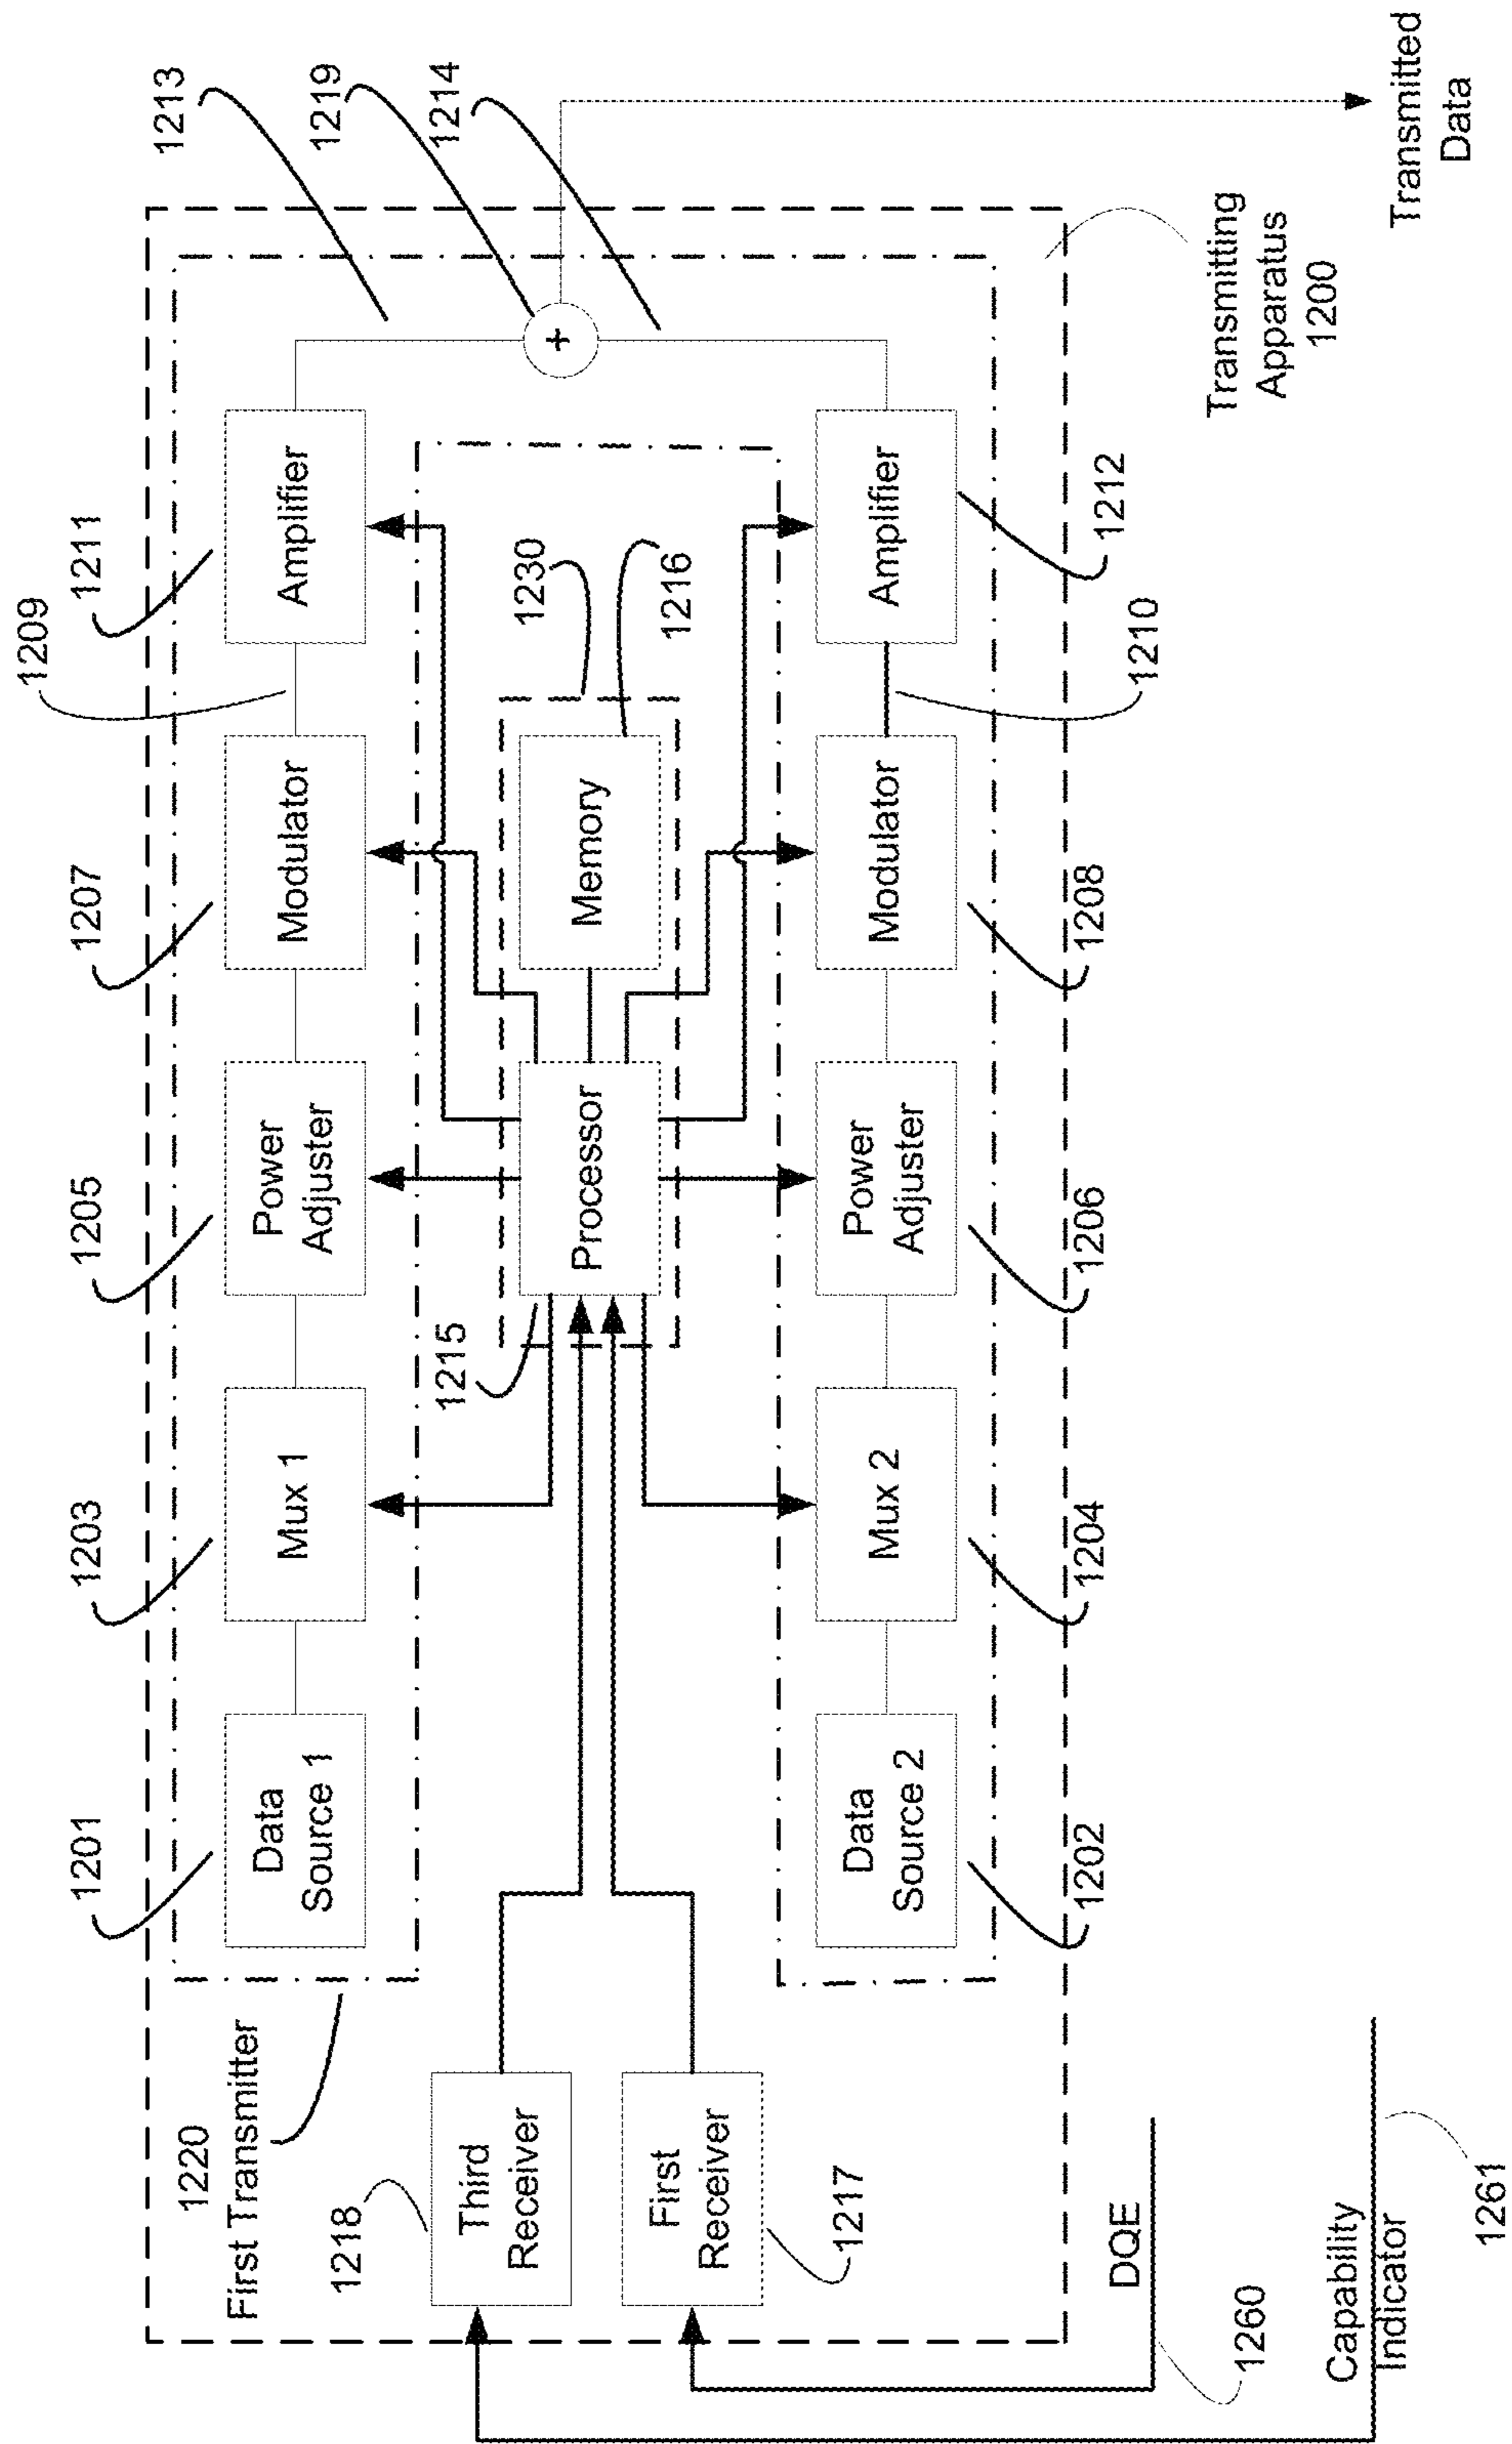 1209
1213
1219
1214
1201
1203
1205
1207
1211
Data
Source 1
Mux 1
Power
Adjuster
Modulator
Amplifier
1220
First Transmitter
1218
Third
Receiver
First
Receiver
1217
1215
Processor
Memory
1230
1216
+
Data
Source 2
Mux 2
Power
Adjuster
Modulator
Amplifier
1202
1204
1206
1208
1210
1212
DQE
1260
Capability
Indicator
1261
Transmitting
Apparatus
1200
Transmitted
Data